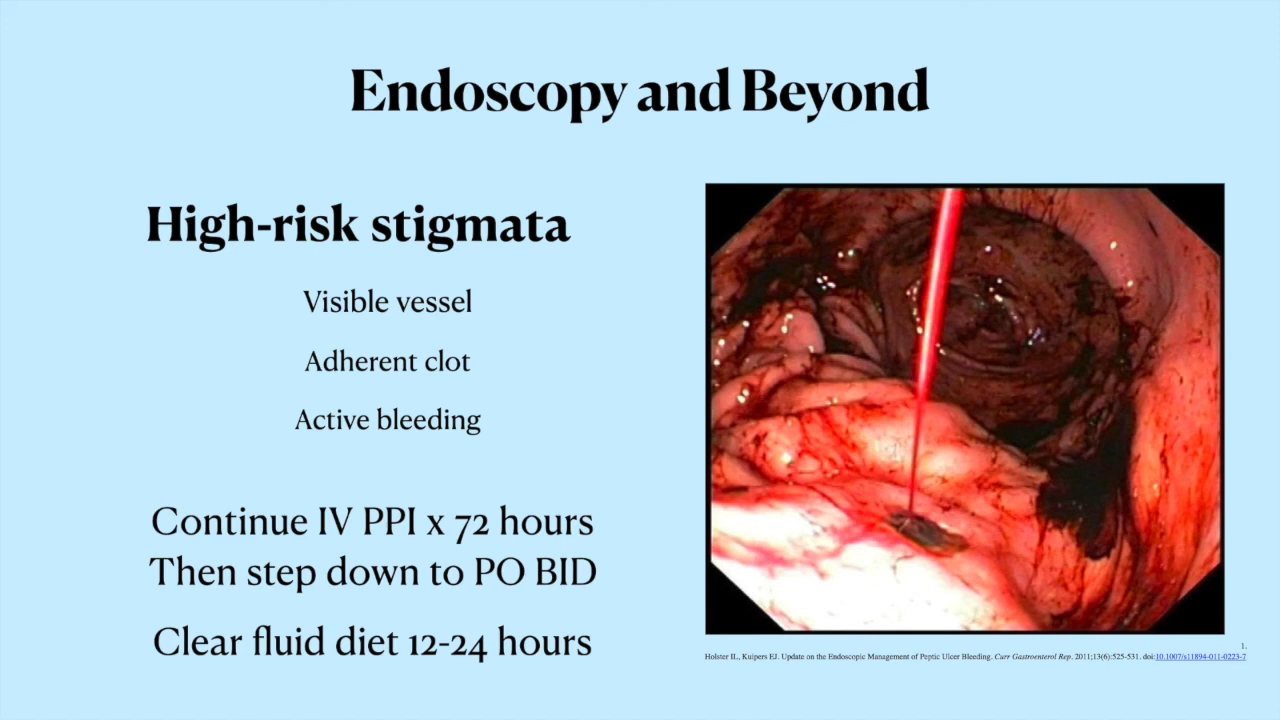 Endoscopy and Beyond
High-risk stigmata
Visible vessel
Adherent clot
Active bleeding
Continue IV PPI x 72 hours
Then step down to PO BID
Clear fluid diet 12-24 hours
1.
Holster IL, Kuipers EJ. Update on the Endoscopic Management of Peptic Ulcer Bleeding. Curr Gastroenterol Rep. 2011;13(6):525-531. doi:10.1007/s11894-011-0223-7